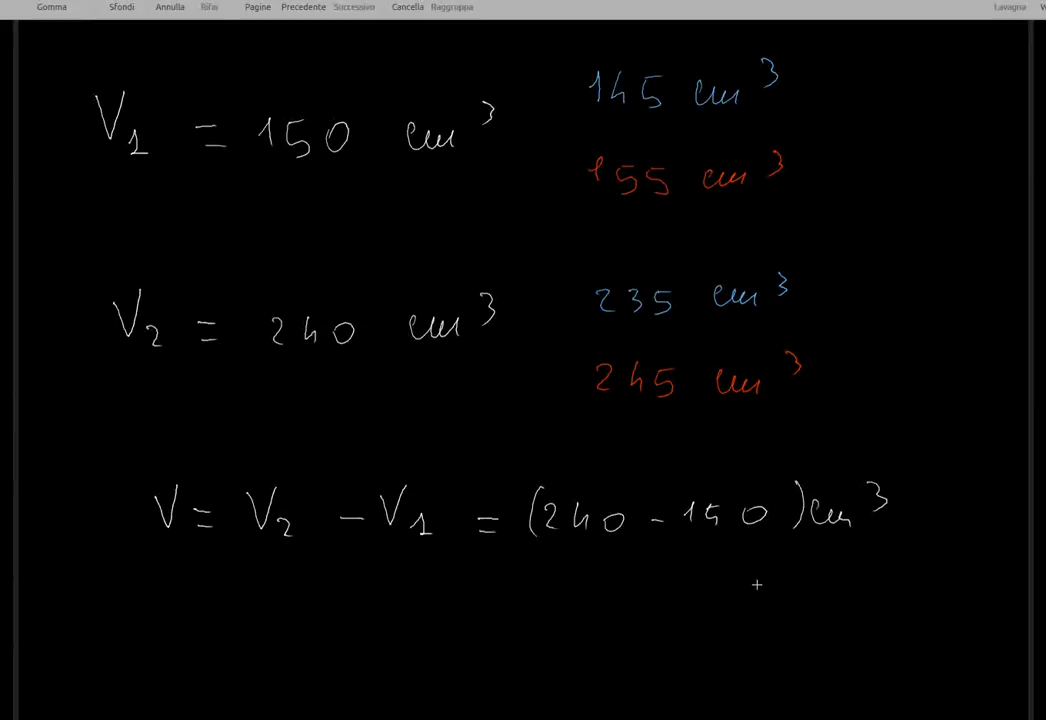 Gomma Sfondi Annulla Rifai Pagine Precedente Successivo Cancella Raggruppa Lavagna
V₁ = 150 cm³
145 cm³
155 cm³
V₂ = 240 cm³
235 cm³
245 cm³
V = V₂ - V₁ = (240 - 150) cm³